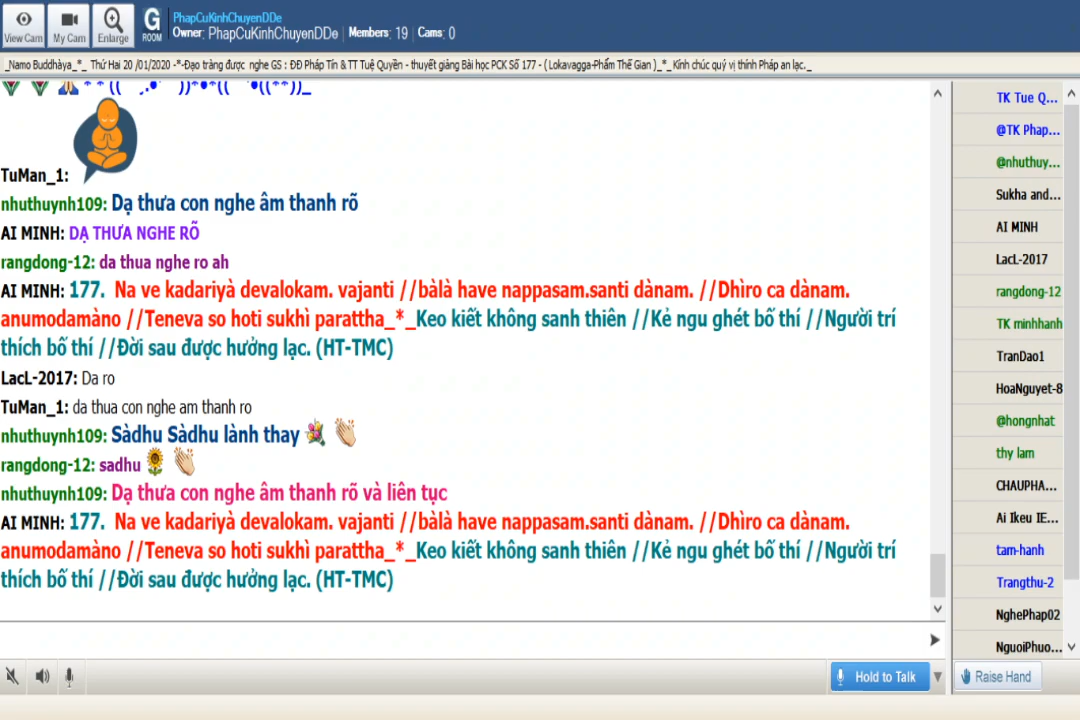 PhapCuKinhChuyenDDe
Owner: PhapCuKinhChuyenDDe | Members: 19 | Cams: 0
View Cam
My Cam
Enlarge
G ROOM
_Namo Buddhàya_*_ Thứ Hai 20 /01/2020 -*-Đạo tràng được nghe GS : ĐĐ Pháp Tín & TT Tuệ Quyền - thuyết giảng Bài học PCK Số 177 - ( Lokavagga-Phẩm Thế Gian )_*_Kính chúc quý vị thính Pháp an lạc._
TuMan_1:
nhuthuynh109: Dạ thưa con nghe âm thanh rõ
AI MINH: DẠ THƯA NGHE RÕ
rangdong-12: da thua nghe ro ah
AI MINH: 177. Na ve kadariyà devalokam. vajanti //bàlà have nappasam.santi dànam. //Dhìro ca dànam.
anumodamàno //Teneva so hoti sukhì parattha_*_Keo kiết không sanh thiên //Kẻ ngu ghét bố thí //Người trí
thích bố thí //Đời sau được hưởng lạc. (HT-TMC)
LacL-2017: Da ro
TuMan_1: da thua con nghe am thanh ro
nhuthuynh109: Sàdhu Sàdhu lành thay
rangdong-12: sadhu
nhuthuynh109: Dạ thưa con nghe âm thanh rõ và liên tục
AI MINH: 177. Na ve kadariyà devalokam. vajanti //bàlà have nappasam.santi dànam. //Dhìro ca dànam.
anumodamàno //Teneva so hoti sukhì parattha_*_Keo kiết không sanh thiên //Kẻ ngu ghét bố thí //Người trí
thích bố thí //Đời sau được hưởng lạc. (HT-TMC)
TK Tue Q...
@TK Phap...
@nhuthuy...
Sukha and...
AI MINH
LacL-2017
rangdong-12
TK minhhanh
TranDao1
HoaNguyet-8
@hongnhat
thy lam
CHAUPHA...
Ai Ikeu IE...
tam-hanh
Trangthu-2
NghePhap02
NguoiPhuo...
Hold to Talk
Raise Hand